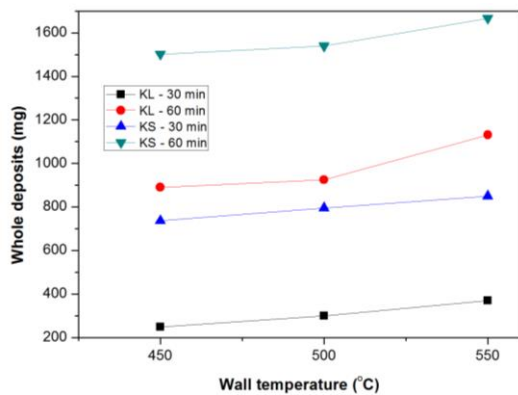 1600
1400
1200
1000
800
600
400
200
Whole deposits (mg)
KL - 30 min
KL - 60 min
KS - 30 min
KS - 60 min
450
500
550
Wall temperature (°C)